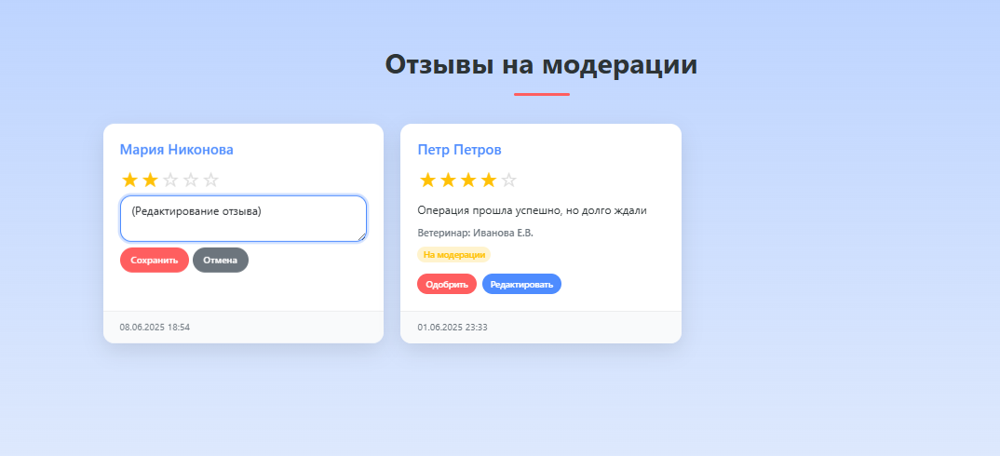 Отзывы на модерации
Мария Никонова
(Редактирование отзыва)
Сохранить Отмена
08.06.2025 18:54
Петр Петров
Операция прошла успешно, но долго ждали
Ветеринар: Иванова Е.В.
На модерации
Одобрить Редактировать
01.06.2025 23:33